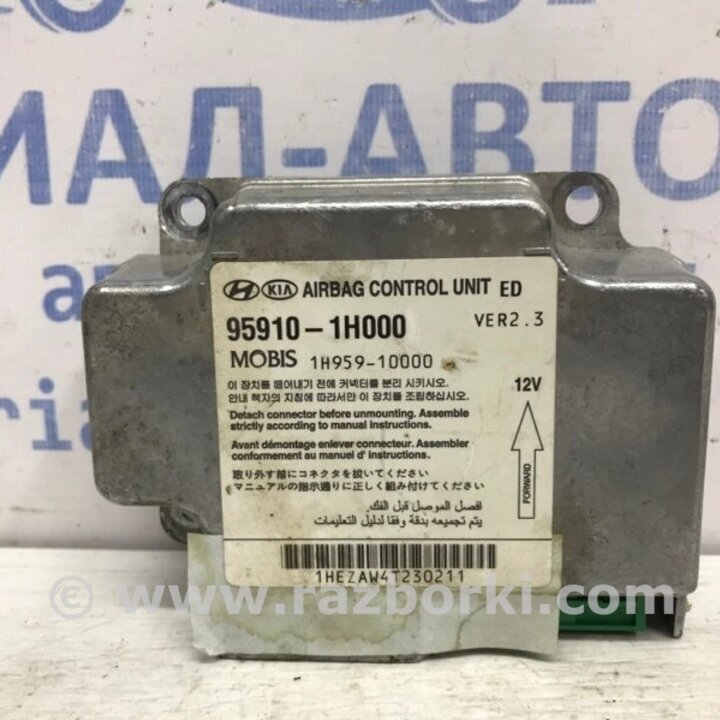 МАЛ-АВТО
HYUNDAI KIA AIRBAG CONTROL UNIT ED
95910-1H000 VER2.3
MOBIS 1H959-10000
이 장치를 떼어내기 전에 커넥터를 분리 시키시오.
안내 책자의 지침에 따라서만 이 장치를 조립하십시오.
12V
Detach connector before unmounting. Assemble
strictly according to manual instructions.
Avant démontage enlever connecteur. Assembler
conformement au manuel d' instructions.
FORWARD
取り外す前にコネクタを抜いてください
マニュアルの指示通りに正しく組み付けてください
افصل الموصل قبل الفك.
يتم تجميعه بدقة وفقا لدليل التعليمات
1HEZAW4T230211
© www.razborki.com